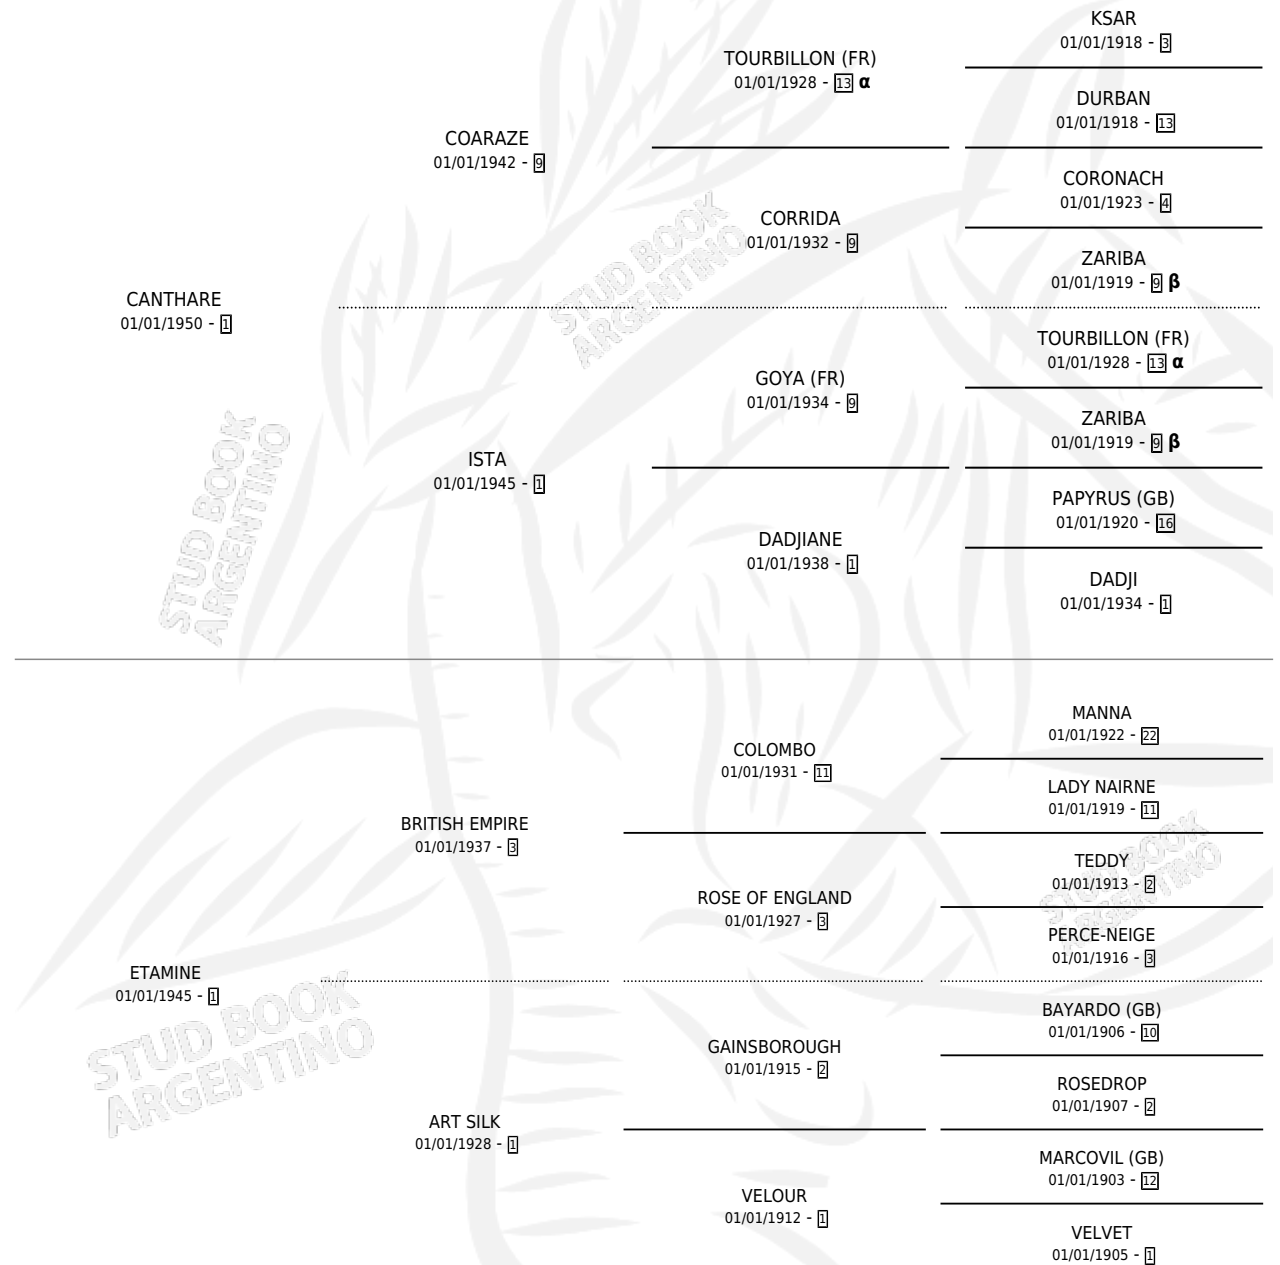 KSAR
01/01/1918 - 3
TOURBILLON (FR)
01/01/1928 - 13 α
DURBAN
01/01/1918 - 13
COARAZE
01/01/1942 - 9
CORONACH
01/01/1923 - 4
CORRIDA
01/01/1932 - 9
ZARIBA
01/01/1919 - 9 β
CANTHARE
01/01/1950 - 1
TOURBILLON (FR)
01/01/1928 - 13 α
GOYA (FR)
01/01/1934 - 9
ZARIBA
01/01/1919 - 9 β
ISTA
01/01/1945 - 1
PAPYRUS (GB)
01/01/1920 - 16
DADJIANE
01/01/1938 - 1
DADJI
01/01/1934 - 1
MANNA
01/01/1922 - 22
COLOMBO
01/01/1931 - 11
LADY NAIRNE
01/01/1919 - 11
BRITISH EMPIRE
01/01/1937 - 3
TEDDY
01/01/1913 - 2
ROSE OF ENGLAND
01/01/1927 - 3
PERCE-NEIGE
01/01/1916 - 3
ETAMINE
01/01/1945 - 1
BAYARDO (GB)
01/01/1906 - 10
GAINSBOROUGH
01/01/1915 - 2
ROSEDROP
01/01/1907 - 2
ART SILK
01/01/1928 - 1
MARCOVIL (GB)
01/01/1903 - 12
VELOUR
01/01/1912 - 1
VELVET
01/01/1905 - 1
STUD BOOK
ARGENTINO
STUD BOOK
ARGENTINO
STUD BOOK
ARGENTINO
STUD BOOK
ARGENTINO